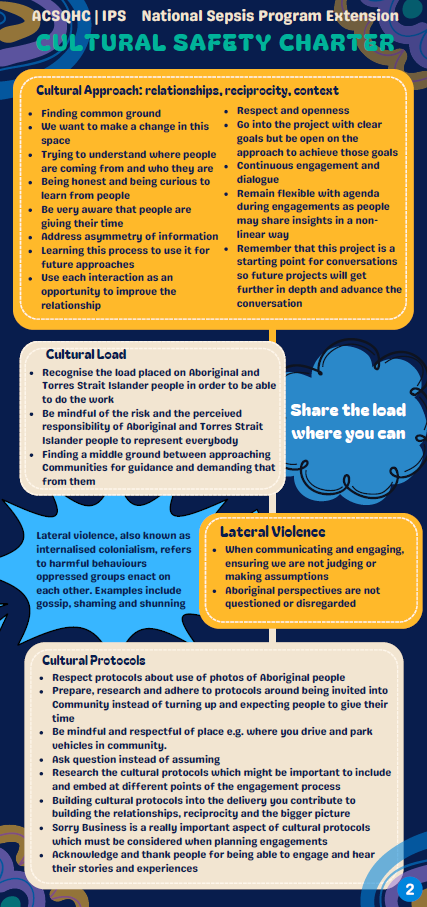 ACSQHC | IPS National Sepsis Program Extension
CULTURAL SAFETY CHARTER
Cultural Approach: relationships, reciprocity, context
• Finding common ground
• We want to make a change in this
space
• Trying to understand where people
are coming from and who they are
• Being honest and being curious to
learn from people
• Be very aware that people are
giving their time
• Address asymmetry of information
• Learning this process to use it for
future approaches
• Use each interaction as an
opportunity to improve the
relationship
• Respect and openness
• Go into the project with clear
goals but be open on the
approach to achieve those goals
• Continuous engagement and
dialogue
• Remain flexible with agenda
during engagements as people
may share insights in a non-
linear way
• Remember that this project is a
starting point for conversations
so future projects will get
further in depth and advance the
conversation
Cultural Load
• Recognise the load placed on Aboriginal and
Torres Strait Islander people in order to be able
to do the work
• Be mindful of the risk and the perceived
responsibility of Aboriginal and Torres Strait
Islander people to represent everybody
• Finding a middle ground between approaching
Communities for guidance and demanding that
from them
Share the load
where you can
Lateral violence, also known as
internalised colonialism, refers
to harmful behaviours
oppressed groups enact on
each other. Examples include
gossip, shaming and shunning
Lateral Violence
• When communicating and engaging,
ensuring we are not judging or
making assumptions
• Aboriginal perspectives are not
questioned or disregarded
Cultural Protocols
• Respect protocols about use of photos of Aboriginal people
• Prepare, research and adhere to protocols around being invited into
Community instead of turning up and expecting people to give their
time
• Be mindful and respectful of place e.g. where you drive and park
vehicles in community.
• Ask question instead of assuming
• Research the cultural protocols which might be important to include
and embed at different points of the engagement process
• Building cultural protocols into the delivery you contribute to
building the relationships, reciprocity and the bigger picture
• Sorry Business is a really important aspect of cultural protocols
which must be considered when planning engagements
• Acknowledge and thank people for being able to engage and hear
their stories and experiences
2